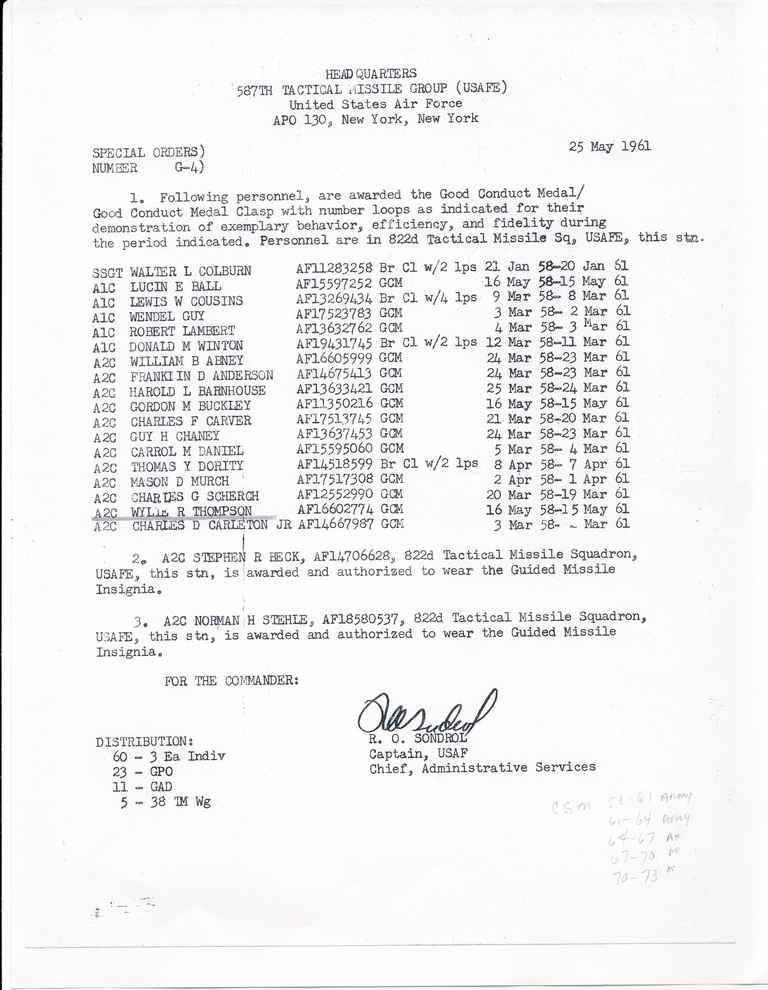 HEADQUARTERS
587TH TACTICAL MISSILE GROUP (USAFE)
United States Air Force
APO 130, New York, New York
SPECIAL ORDERS) 25 May 1961
NUMBER G-4)
1. Following personnel, are awarded the Good Conduct Medal/
Good Conduct Medal Clasp with number loops as indicated for their
demonstration of exemplary behavior, efficiency, and fidelity during
the period indicated. Personnel are in 822d Tactical Missile Sq, USAFE, this stn.
SSGT WALTER L COLBURN AF11283258 Br Cl w/2 lps 21 Jan 58-20 Jan 61
A1C LUCIN E BALL AF15597252 GCM 16 May 58-15 May 61
A1C LEWIS W COUSINS AF13269434 Br Cl w/4 lps 9 Mar 58- 8 Mar 61
A1C WENDEL GUY AF17523783 GCM 3 Mar 58- 2 Mar 61
A1C ROBERT LAMBERT AF13632762 GCM 4 Mar 58- 3 Mar 61
A1C DONALD M WINTON AF19431745 Br Cl w/2 lps 12 Mar 58-11 Mar 61
A2C WILLIAM B ABNEY AF16605999 GCM 24 Mar 58-23 Mar 61
A2C FRANKLIN D ANDERSON AF14675413 GCM 24 Mar 58-23 Mar 61
A2C HAROLD L BARNHOUSE AF13633421 GCM 25 Mar 58-24 Mar 61
A2C GORDON M BUCKLEY AF11350216 GCM 16 May 58-15 May 61
A2C CHARLES F CARVER AF17513745 GCM 21 Mar 58-20 Mar 61
A2C GUY H CHANEY AF13637453 GCM 24 Mar 58-23 Mar 61
A2C CARROL M DANIEL AF15595060 GCM 5 Mar 58- 4 Mar 61
A2C THOMAS Y DORITY AF14518599 Br Cl w/2 lps 8 Apr 58- 7 Apr 61
A2C MASON D MURCH AF17517308 GCM 2 Apr 58- 1 Apr 61
A2C CHARLES G SCHERCH AF12552990 GCM 20 Mar 58-19 Mar 61
A2C WYLIE R THOMPSON AF16602774 GCM 16 May 58-15 May 61
A2C CHARLES D CARLETON JR AF14667987 GCM 3 Mar 58- Mar 61
2. A2C STEPHEN R HECK, AF14706628, 822d Tactical Missile Squadron,
USAFE, this stn, is awarded and authorized to wear the Guided Missile
Insignia.
3. A2C NORMAN H STEHLE, AF18580537, 822d Tactical Missile Squadron,
USAFE, this stn, is awarded and authorized to wear the Guided Missile
Insignia.
FOR THE COMMANDER:
R. O. SONDROL
Captain, USAF
Chief, Administrative Services
DISTRIBUTION:
60 - 3 Ea Indiv
23 - GPO
11 - GAD
5 - 38 TM Wg
61 Army
61-64 Army
64-67 AF
67-70 AF
70-73 AF